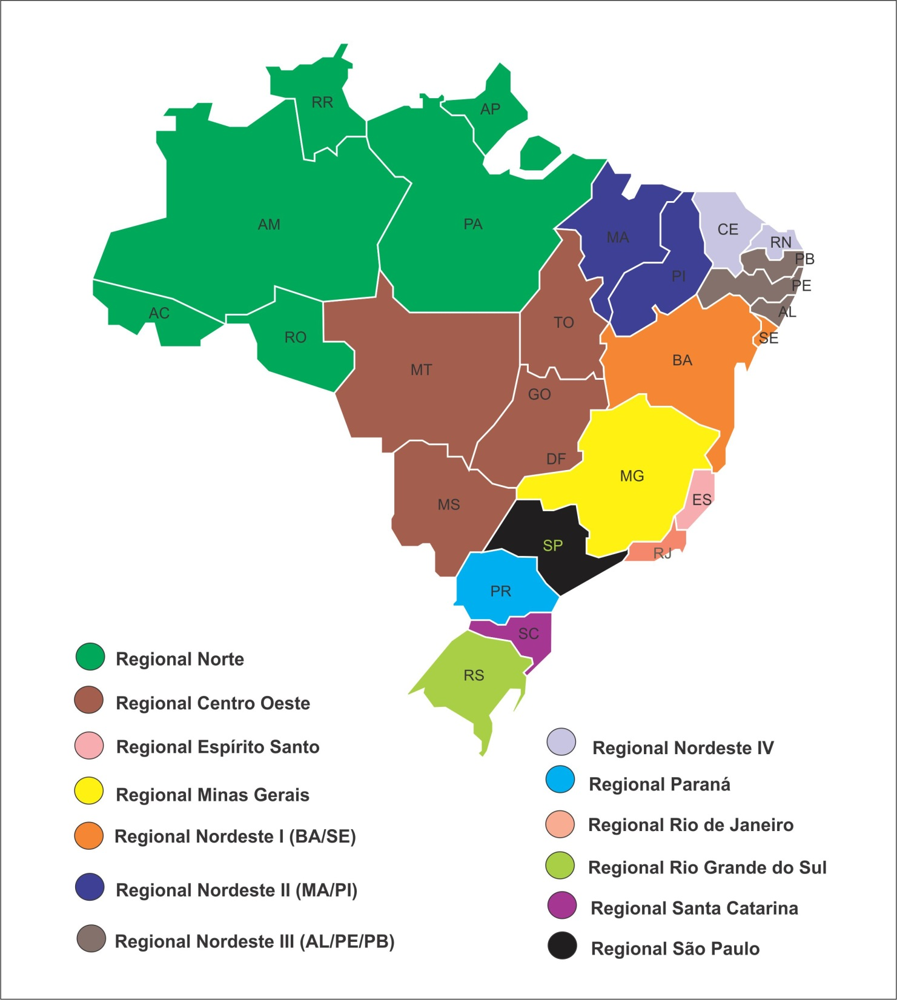 RR
AP
AM
PA
MA
CE
RN
PB
PI
PE
AL
AC
TO
RO
SE
BA
MT
GO
DF
MG
MS
ES
SP
RJ
PR
SC
RS
Regional Norte
Regional Centro Oeste
Regional Espírito Santo
Regional Minas Gerais
Regional Nordeste I (BA/SE)
Regional Nordeste II (MA/PI)
Regional Nordeste III (AL/PE/PB)
Regional Nordeste IV
Regional Paraná
Regional Rio de Janeiro
Regional Rio Grande do Sul
Regional Santa Catarina
Regional São Paulo